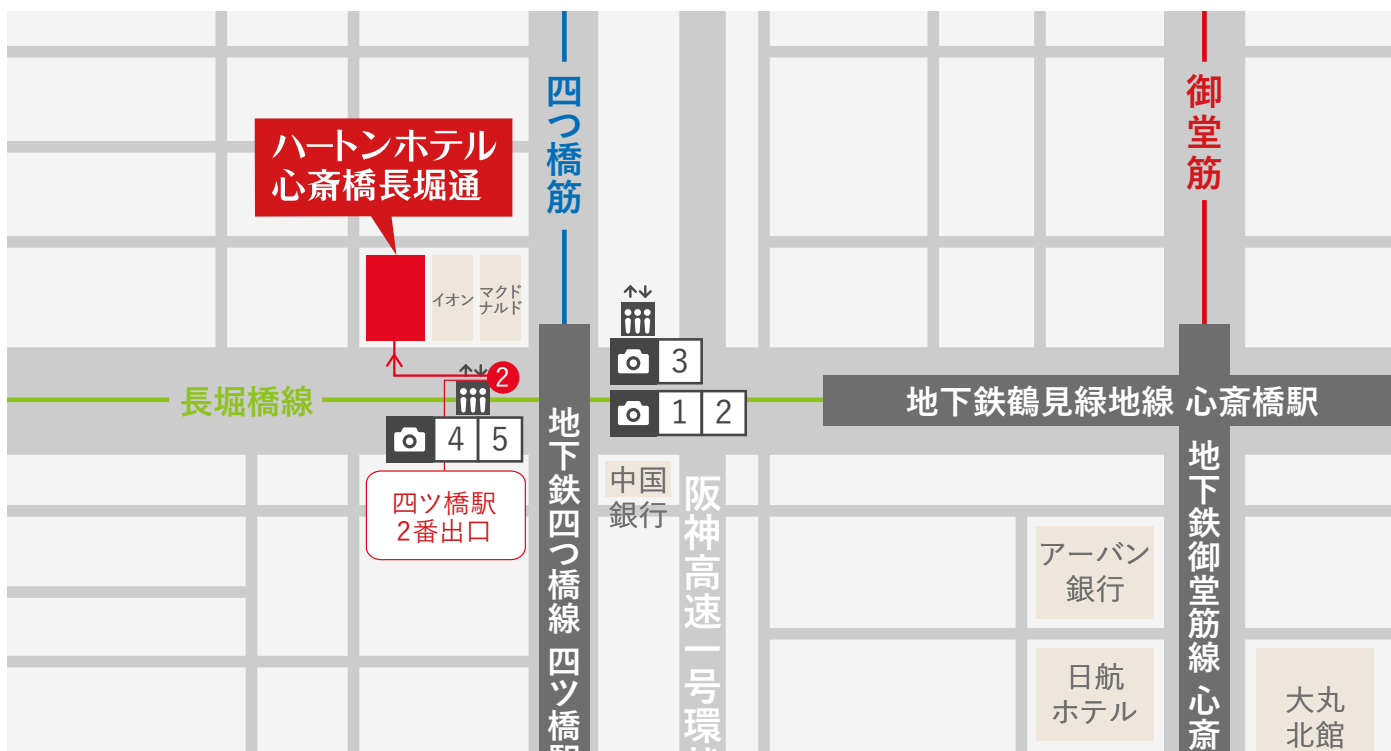 四つ橋筋
御堂筋
ハートンホテル
心斎橋長堀通
イオン
マクド
ナルド
3
2
長堀橋線
1 2
地下鉄鶴見緑地線 心斎橋駅
4 5
四ツ橋駅
2番出口
地下鉄四つ橋線 四ツ橋駅
中国
銀行
阪神高速一号環
地下鉄御堂筋線 心斎
アーバン
銀行
日航
ホテル
大丸
北館